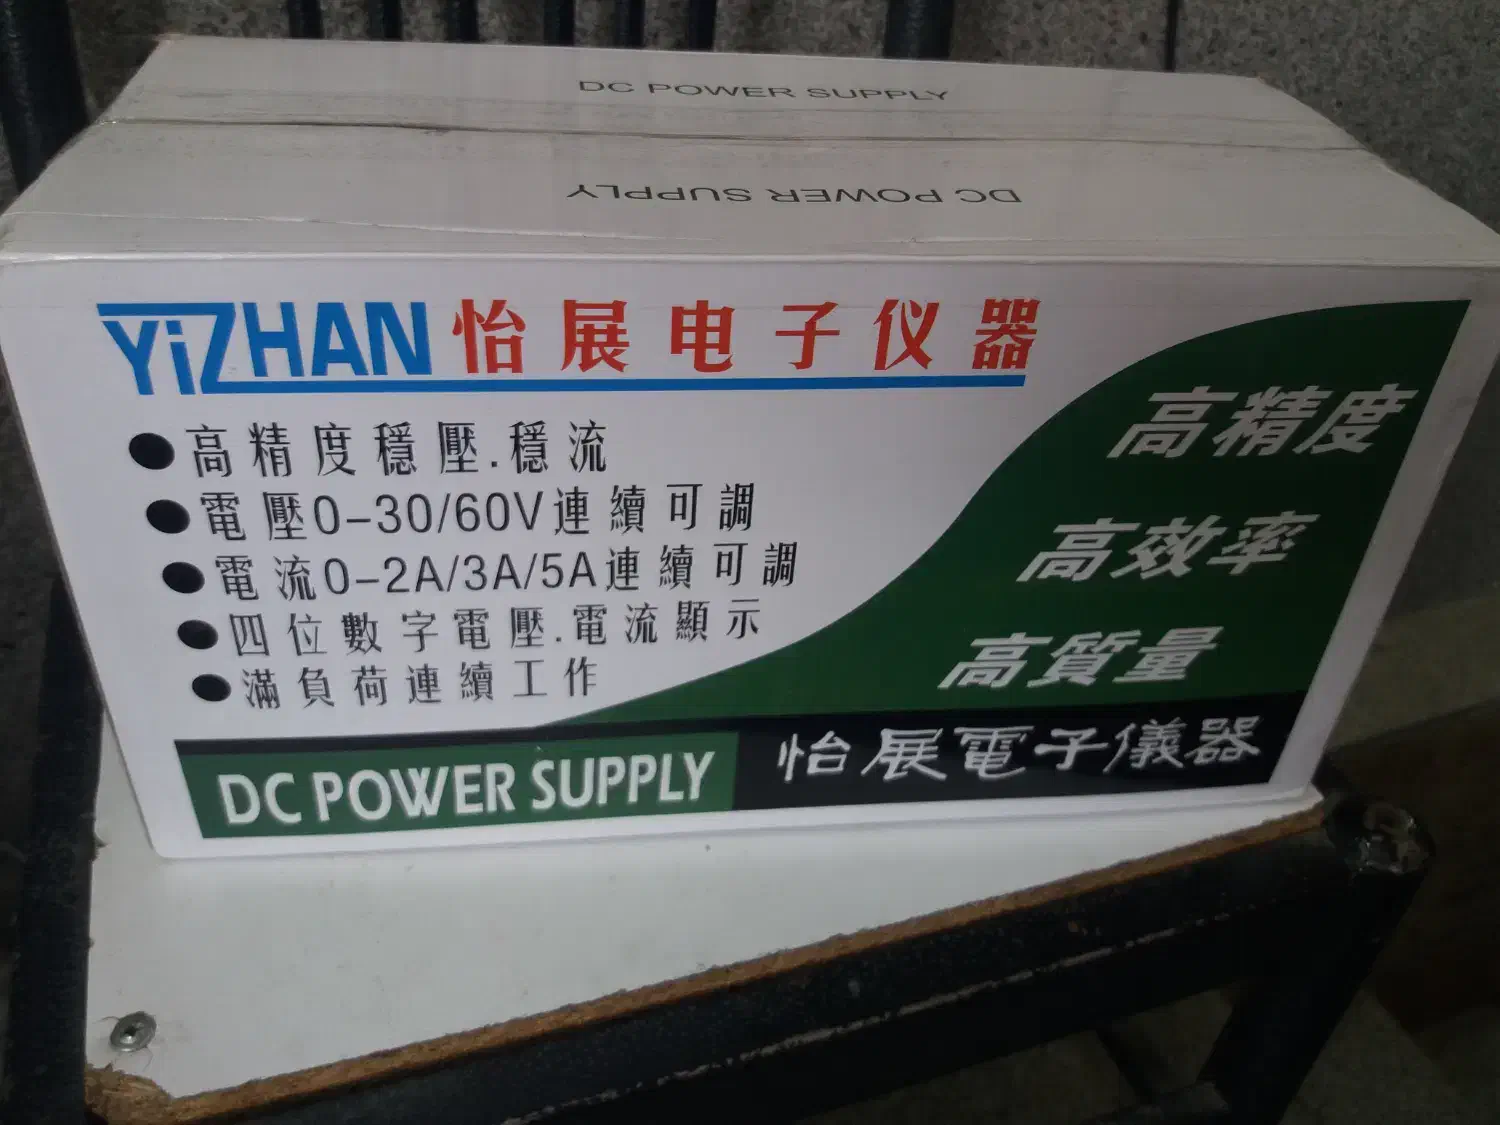 DC POWER SUPPLY
DC POWER SUPPLY
YiZHAN 怡展电子仪器
●高精度穩壓.穩流
●電壓0-30/60V連續可調
●電流0-2A/3A/5A連續可調
●四位數字電壓.電流顯示
●滿負荷連續工作
高精度
高效率
高質量
DC POWER SUPPLY
怡展電子儀器